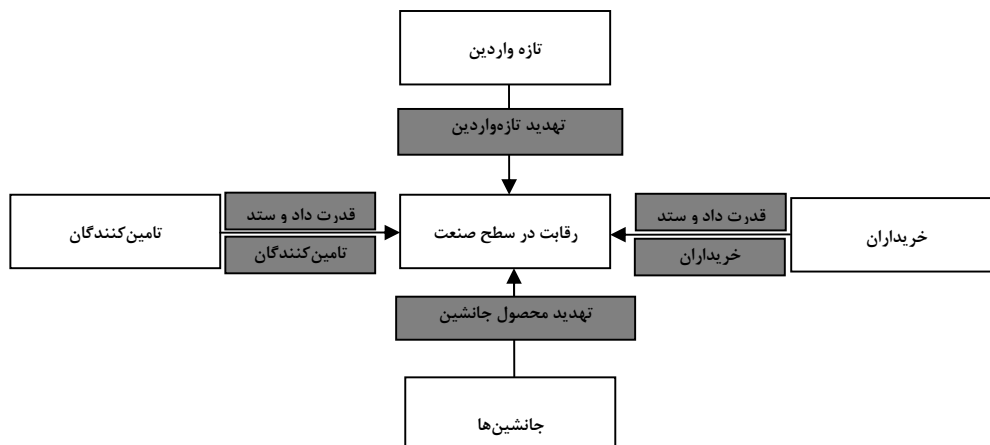 تازه واردین
تهدید تازه‌واردین
قدرت داد و ستد
خریداران
خریداران
رقابت در سطح صنعت
قدرت داد و ستد
تامین‌کنندگان
تامین‌کنندگان
تهدید محصول جانشین
جانشین‌ها